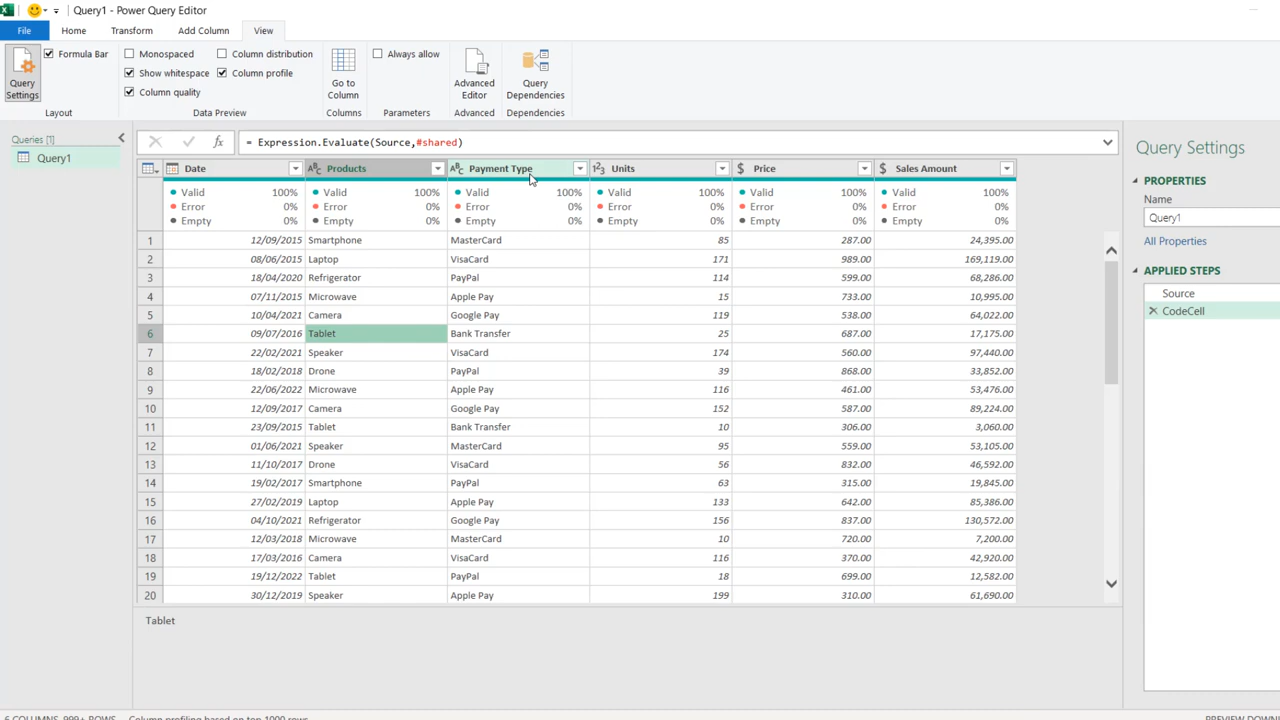 Query1 - Power Query Editor
File Home Transform Add Column View
Query Settings
Formula Bar
Layout
Monospaced
Show whitespace
Column quality
Column distribution
Column profile
Data Preview
Go to Column
Columns
Always allow
Parameters
Advanced Editor
Advanced
Query Dependencies
Dependencies
Queries [1]
Query1
fx = Expression.Evaluate(Source,#shared)
Date Products Payment Type Units Price Sales Amount
Valid 100% Valid 100% Valid 100% Valid 100% Valid 100% Valid 100%
Error 0% Error 0% Error 0% Error 0% Error 0% Error 0%
Empty 0% Empty 0% Empty 0% Empty 0% Empty 0% Empty 0%
1 12/09/2015 Smartphone MasterCard 85 287.00 24,395.00
2 08/06/2015 Laptop VisaCard 171 989.00 169,119.00
3 18/04/2020 Refrigerator PayPal 114 599.00 68,286.00
4 07/11/2015 Microwave Apple Pay 15 733.00 10,995.00
5 10/04/2021 Camera Google Pay 119 538.00 64,022.00
6 09/07/2016 Tablet Bank Transfer 25 687.00 17,175.00
7 22/02/2021 Speaker VisaCard 174 560.00 97,440.00
8 18/02/2018 Drone PayPal 39 868.00 33,852.00
9 22/06/2022 Microwave Apple Pay 116 461.00 53,476.00
10 12/09/2017 Camera Google Pay 152 587.00 89,224.00
11 23/09/2015 Tablet Bank Transfer 10 306.00 3,060.00
12 01/06/2021 Speaker MasterCard 95 559.00 53,105.00
13 11/10/2017 Drone VisaCard 56 832.00 46,592.00
14 19/02/2017 Smartphone PayPal 63 315.00 19,845.00
15 27/02/2019 Laptop Apple Pay 133 642.00 85,386.00
16 04/10/2021 Refrigerator Google Pay 156 837.00 130,572.00
17 12/03/2018 Microwave MasterCard 10 720.00 7,200.00
18 17/03/2016 Camera VisaCard 116 370.00 42,920.00
19 19/12/2022 Tablet PayPal 18 699.00 12,582.00
20 30/12/2019 Speaker Apple Pay 199 310.00 61,690.00
Tablet
Query Settings
PROPERTIES
Name
Query1
All Properties
APPLIED STEPS
Source
CodeCell
6 COLUMNS, 999+ ROWS Column profiling based on top 1000 rows
PREVIEW DOWN